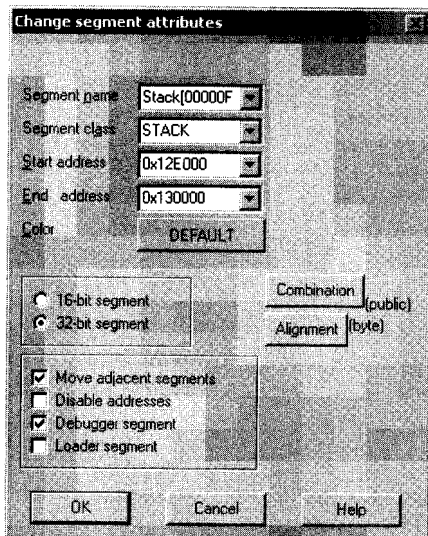 Change segment attributes
Segment name Stack[00000F
Segment class STACK
Start address 0x12E000
End address 0x130000
Color DEFAULT
16-bit segment
32-bit segment
Combination (public)
Alignment (byte)
Move adjacent segments
Disable addresses
Debugger segment
Loader segment
OK Cancel Help